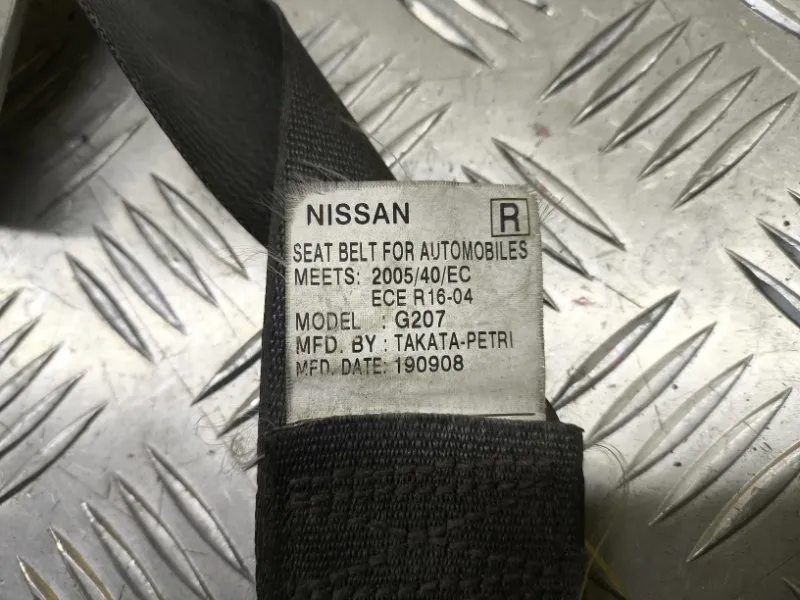 NISSAN R
SEAT BELT FOR AUTOMOBILES
MEETS: 2005/40/EC
ECE R16-04
MODEL : G207
MFD. BY : TAKATA-PETRI
MFD. DATE: 190908